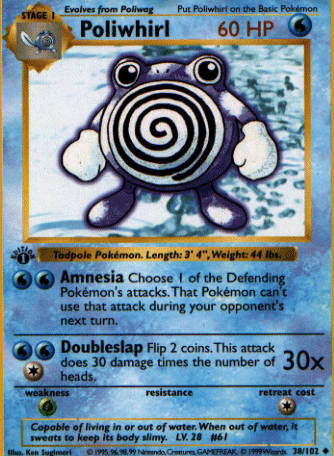 STAGE 1
Evolves from Poliwag
Put Poliwhirl on the Basic Pokémon
Poliwhirl
60 HP
EDITION
1
Tadpole Pokémon. Length: 3' 4", Weight: 44 lbs.
Amnesia Choose 1 of the Defending
Pokémon's attacks. That Pokémon can't
use that attack during your opponent's
next turn.
Doubleslap Flip 2 coins. This attack
does 30 damage times the number of
heads.
30x
weakness
resistance
retreat cost
Capable of living in or out of water. When out of water, it
sweats to keep its body slimy. LV. 28 #61
Illus. Ken Sugimori
© 1995, 96, 98, 99 Nintendo, Creatures, GAMEFREAK. © 1999 Wizards.
38/102 ◆